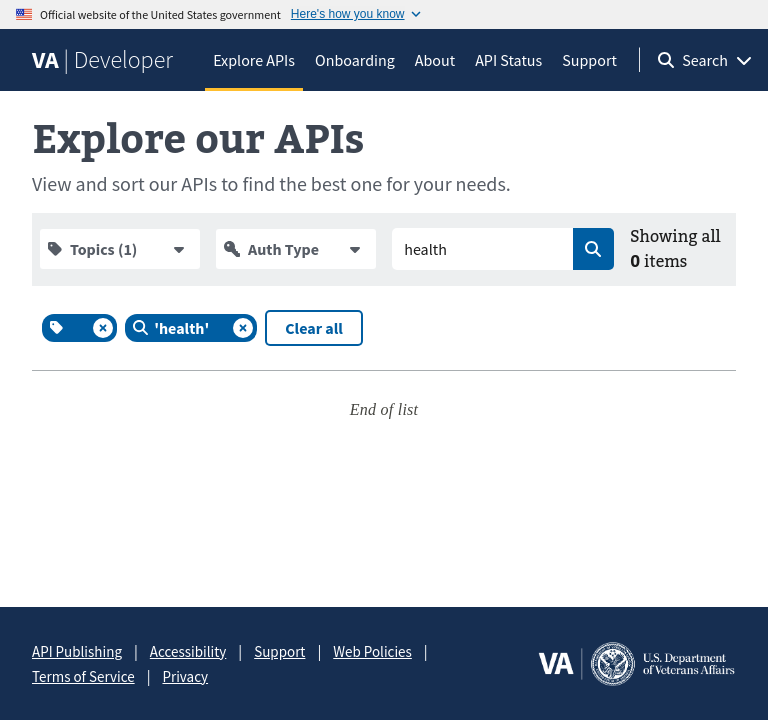 Official website of the United States government Here's how you know
VA | Developer Explore APIs Onboarding About API Status Support Search
Explore our APIs
View and sort our APIs to find the best one for your needs.
Topics (1) Auth Type health Showing all
0 items
'health' Clear all
End of list
API Publishing | Accessibility | Support | Web Policies |
Terms of Service | Privacy
VA U.S. Department
of Veterans Affairs